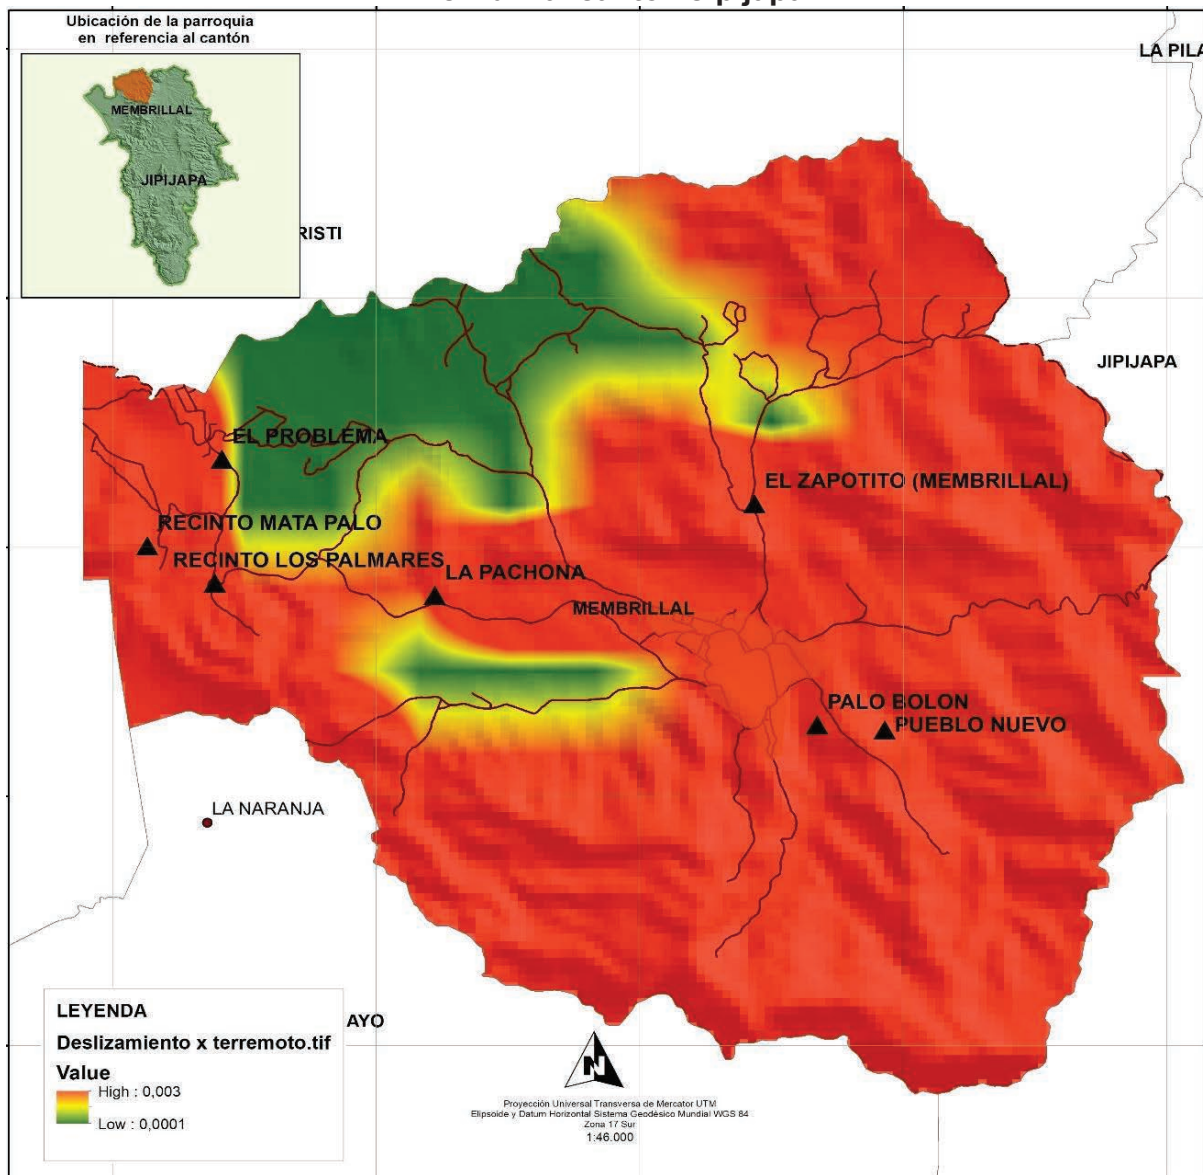 Ubicación de la parroquia
en referencia al cantón
MEMBRILLAL
JIPIJAPA
LA PILA
RISTI
JIPIJAPA
EL PROBLEMA
EL ZAPOTITO (MEMBRILLAL)
RECINTO MATA PALO
RECINTO LOS PALMARES
LA PACHONA
MEMBRILLAL
PALO BOLON
PUEBLO NUEVO
LA NARANJA
LEYENDA
Deslizamiento x terremoto.tif
Value
High : 0,003
Low : 0,0001
AYO
N
Proyección Universal Transversa de Mercator UTM
Elipsoide y Datum Horizontal Sistema Geodésico Mundial WGS 84
Zona 17 Sur
1:46.000